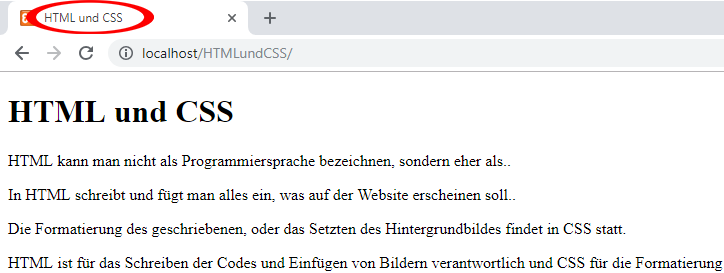 HTML und CSS
localhost/HTMLundCSS/
HTML und CSS
HTML kann man nicht als Programmiersprache bezeichnen, sondern eher als..
In HTML schreibt und fügt man alles ein, was auf der Website erscheinen soll..
Die Formatierung des geschriebenen, oder das Setzten des Hintergrundbildes findet in CSS statt.
HTML ist für das Schreiben der Codes und Einfügen von Bildern verantwortlich und CSS für die Formatierung